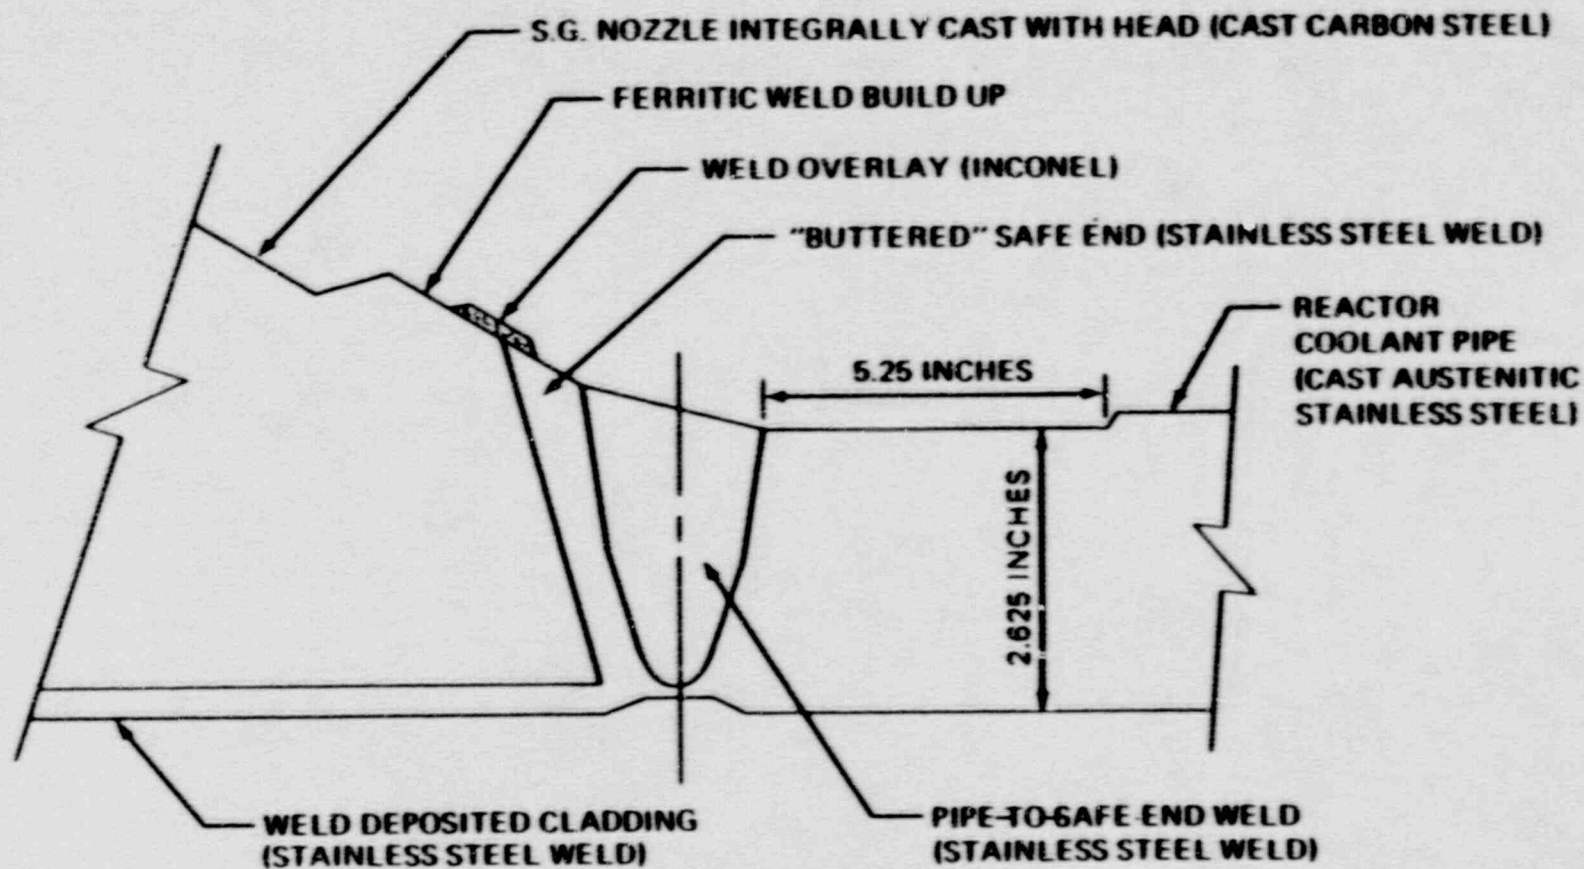 S.G. NOZZLE INTEGRALLY CAST WITH HEAD (CAST CARBON STEEL)
FERRITIC WELD BUILD UP
WELD OVERLAY (INCONEL)
"BUTTERED" SAFE END (STAINLESS STEEL WELD)
REACTOR
COOLANT PIPE
(CAST AUSTENITIC
STAINLESS STEEL)
5.25 INCHES
2.625 INCHES
WELD DEPOSITED CLADDING
(STAINLESS STEEL WELD)
PIPE-TO-SAFE-END WELD
(STAINLESS STEEL WELD)